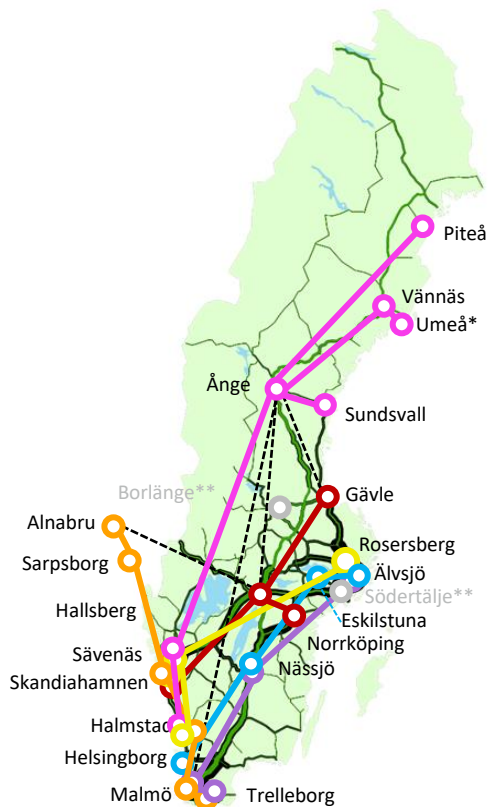 Piteå
Vännäs
Umeå*
Ånge
Sundsvall
Borlänge**
Gävle
Alnabru
Rosersberg
Sarpsborg
Älvsjö
Södertälje**
Hallsberg
Eskilstuna
Norrköping
Sävenäs
Nässjö
Skandiahamnen
Halmstad
Helsingborg
Malmö
Trelleborg